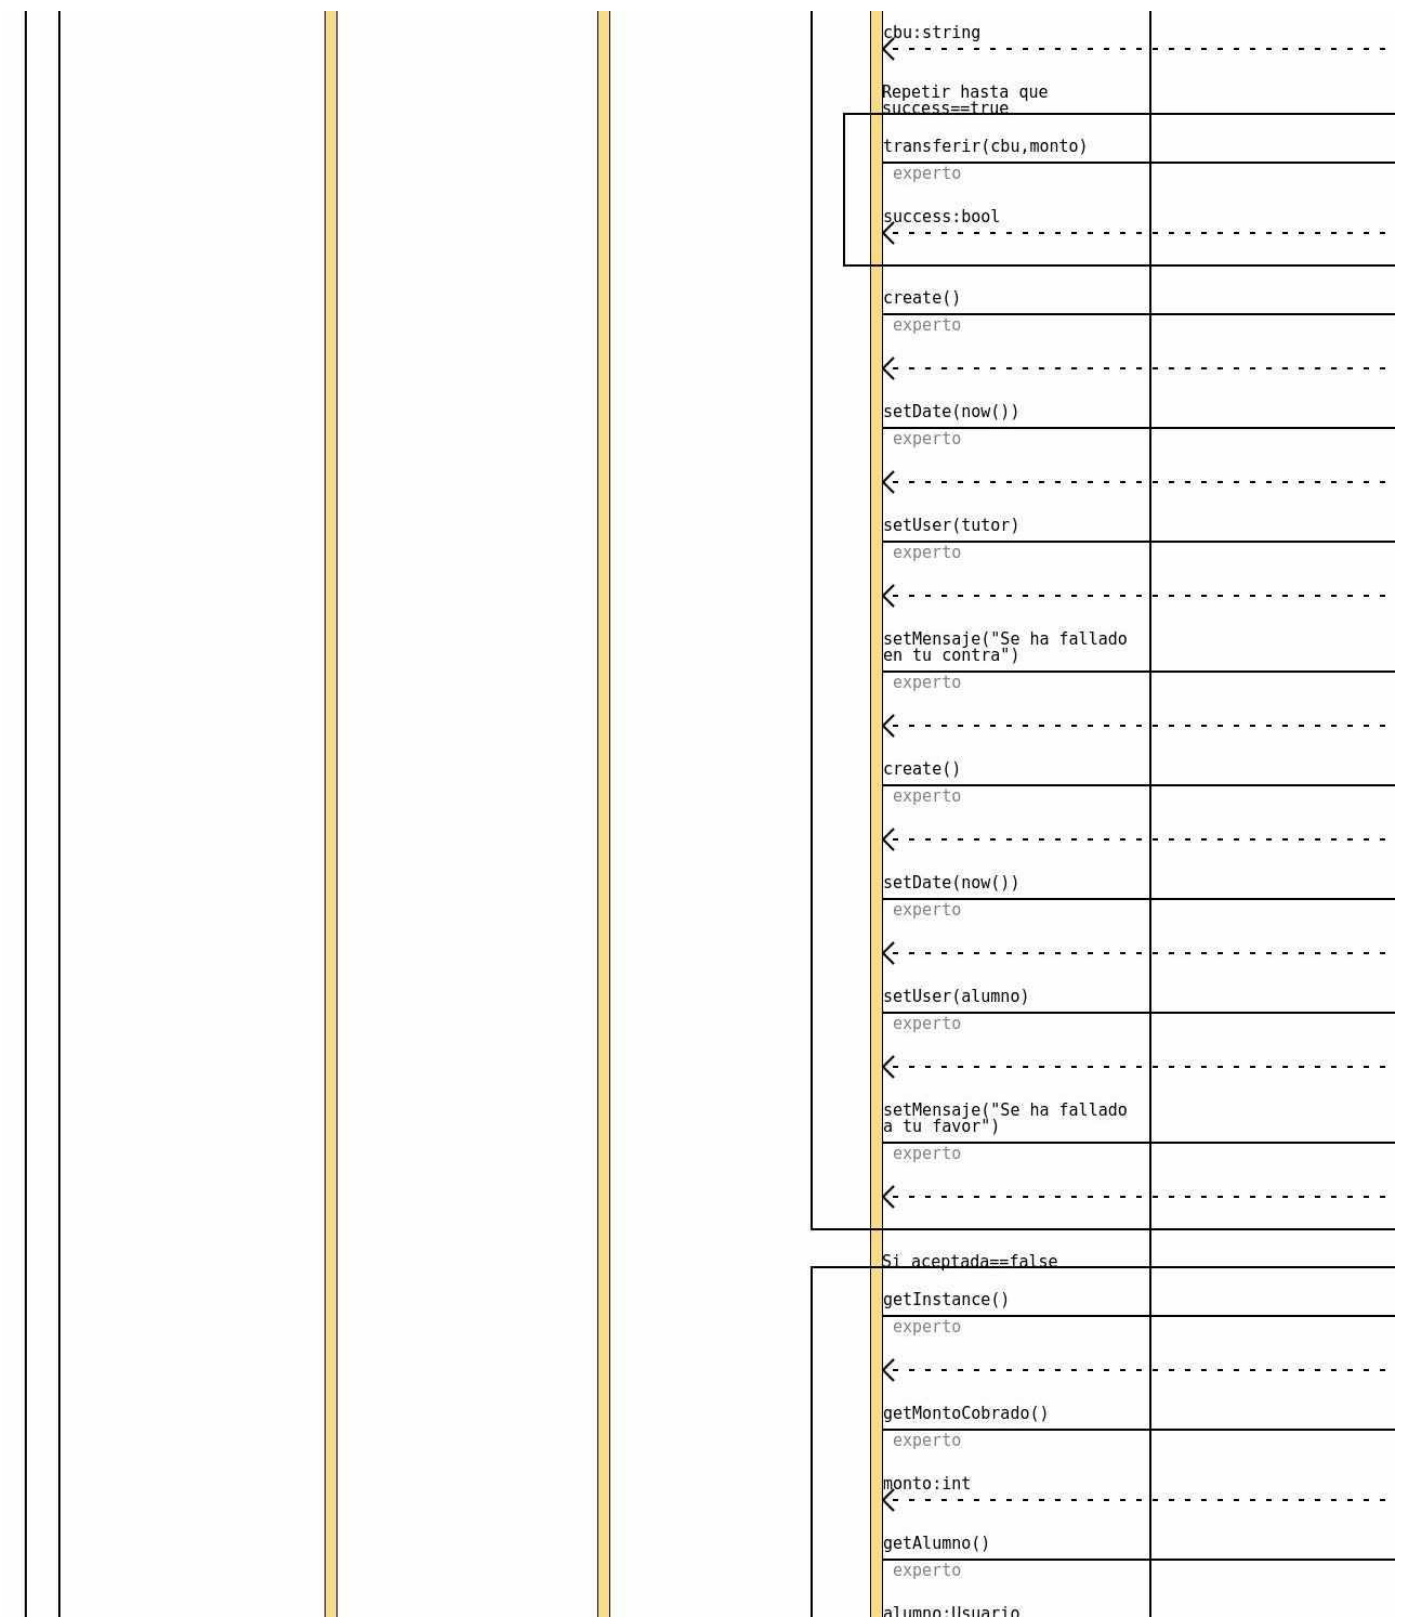 cbu:string
Repetir hasta que
success==true
transferir(cbu,monto)
experto
success:bool
create()
experto
setDate(now())
experto
setUser(tutor)
experto
setMensaje("Se ha fallado
en tu contra")
experto
create()
experto
setDate(now())
experto
setUser(alumno)
experto
setMensaje("Se ha fallado
a tu favor")
experto
Si aceptada==false
getInstance()
experto
getMontoCobrado()
experto
monto:int
getAlumno()
experto
alumno:Usuario